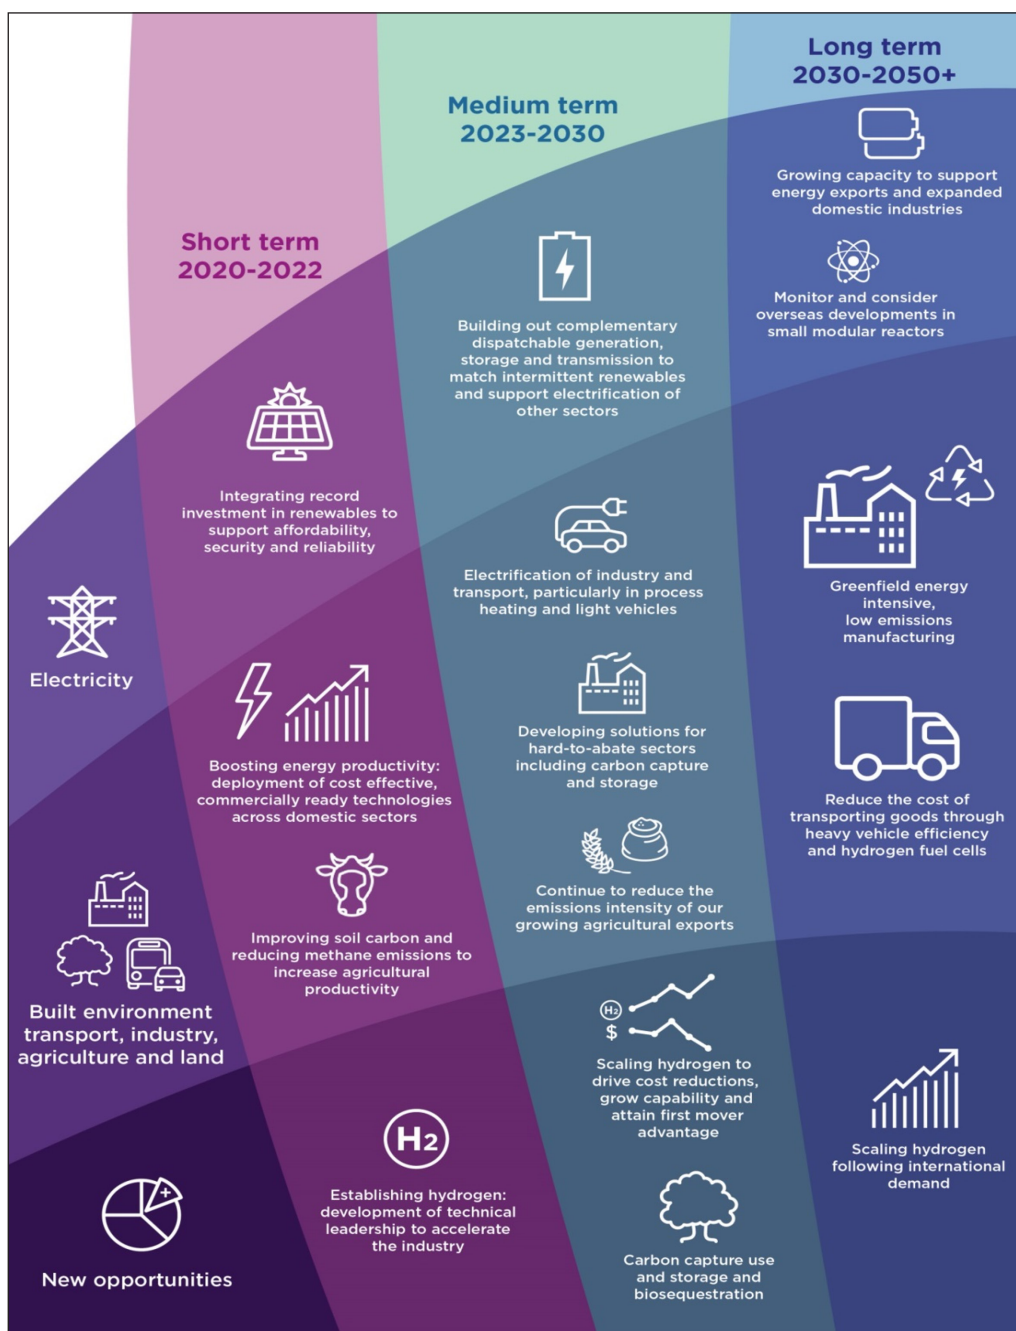 Long term
2030-2050+
Medium term
2023-2030
Short term
2020-2022
Growing capacity to support
energy exports and expanded
domestic industries
Monitor and consider
overseas developments in
small modular reactors
Building out complementary
dispatchable generation,
storage and transmission to
match intermittent renewables
and support electrification of
other sectors
Integrating record
investment in renewables to
support affordability,
security and reliability
Electricity
Electrification of industry and
transport, particularly in process
heating and light vehicles
Greenfield energy
intensive,
low emissions
manufacturing
Boosting energy productivity:
deployment of cost effective,
commercially ready technologies
across domestic sectors
Developing solutions for
hard-to-abate sectors
including carbon capture
and storage
Reduce the cost of
transporting goods through
heavy vehicle efficiency
and hydrogen fuel cells
Improving soil carbon and
reducing methane emissions to
increase agricultural
productivity
Continue to reduce the
emissions intensity of our
growing agricultural exports
Built environment
transport, industry,
agriculture and land
H2
$
Scaling hydrogen to
drive cost reductions,
grow capability and
attain first mover
advantage
Scaling hydrogen
following international
demand
H2
Establishing hydrogen:
development of technical
leadership to accelerate
the industry
Carbon capture use
and storage and
biosequestration
+
New opportunities